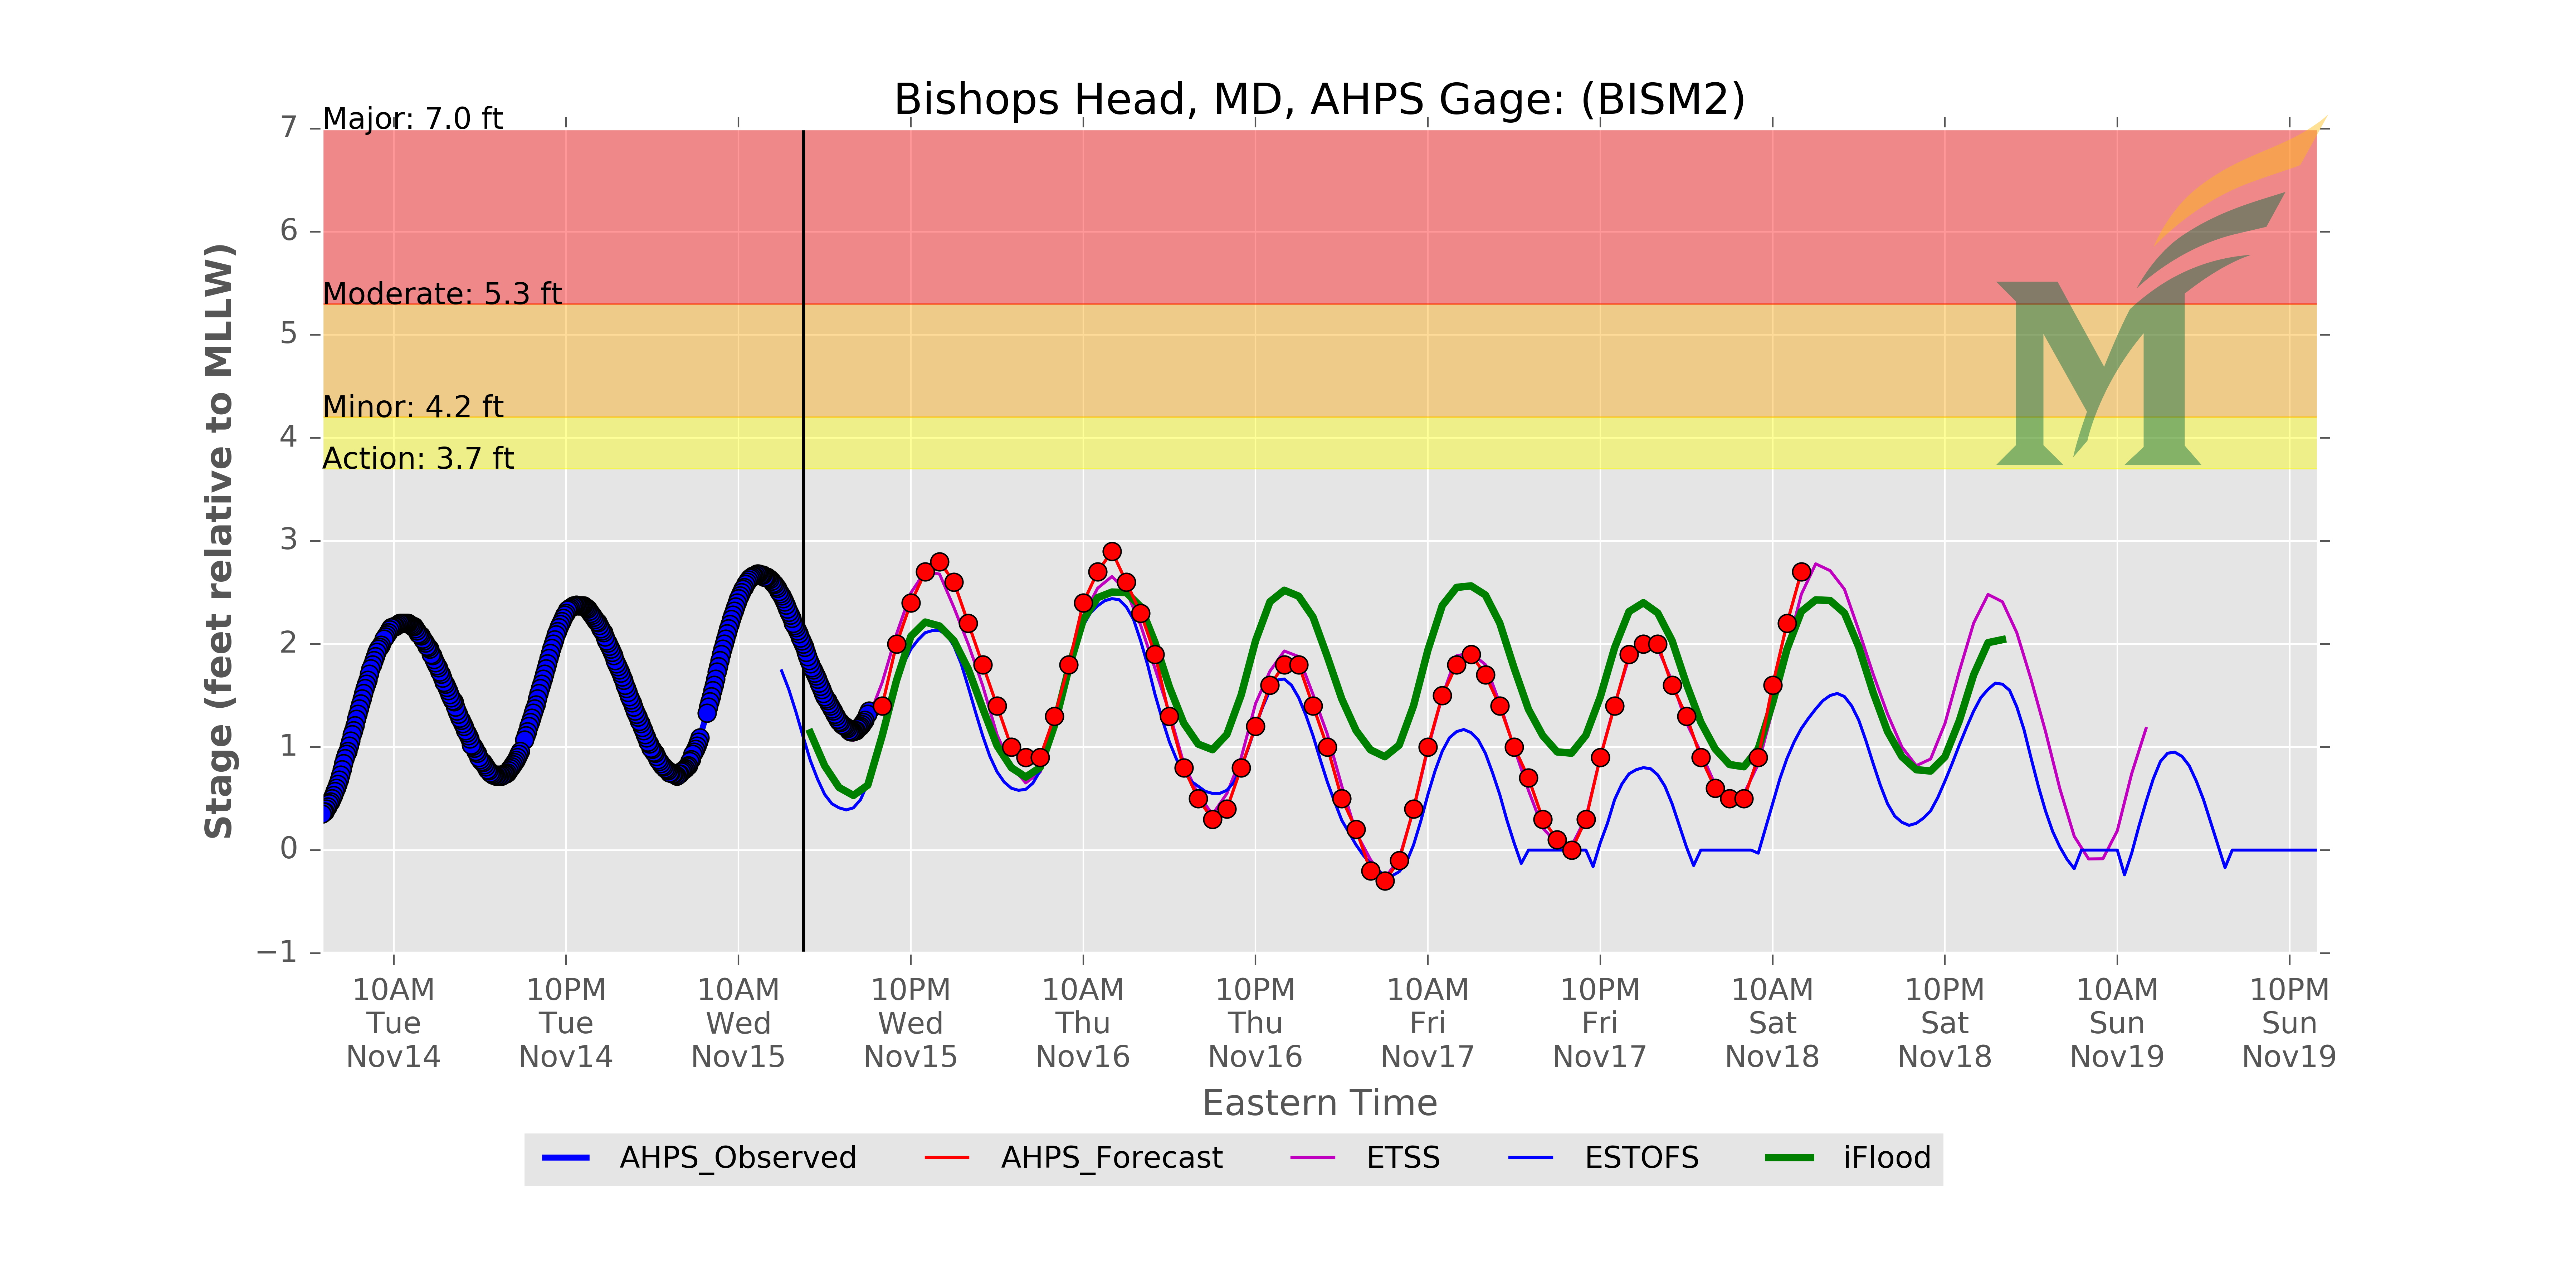 Bishops Head, MD, AHPS Gage: (BISM2)
Major: 7.0 ft
Moderate: 5.3 ft
Minor: 4.2 ft
Action: 3.7 ft
Stage (feet relative to MLLW)
7
6
5
4
3
2
1
0
−1
10AM Tue Nov14
10PM Tue Nov14
10AM Wed Nov15
10PM Wed Nov15
10AM Thu Nov16
10PM Thu Nov16
10AM Fri Nov17
10PM Fri Nov17
10AM Sat Nov18
10PM Sat Nov18
10AM Sun Nov19
10PM Sun Nov19
Eastern Time
AHPS_Observed
AHPS_Forecast
ETSS
ESTOFS
iFlood
M